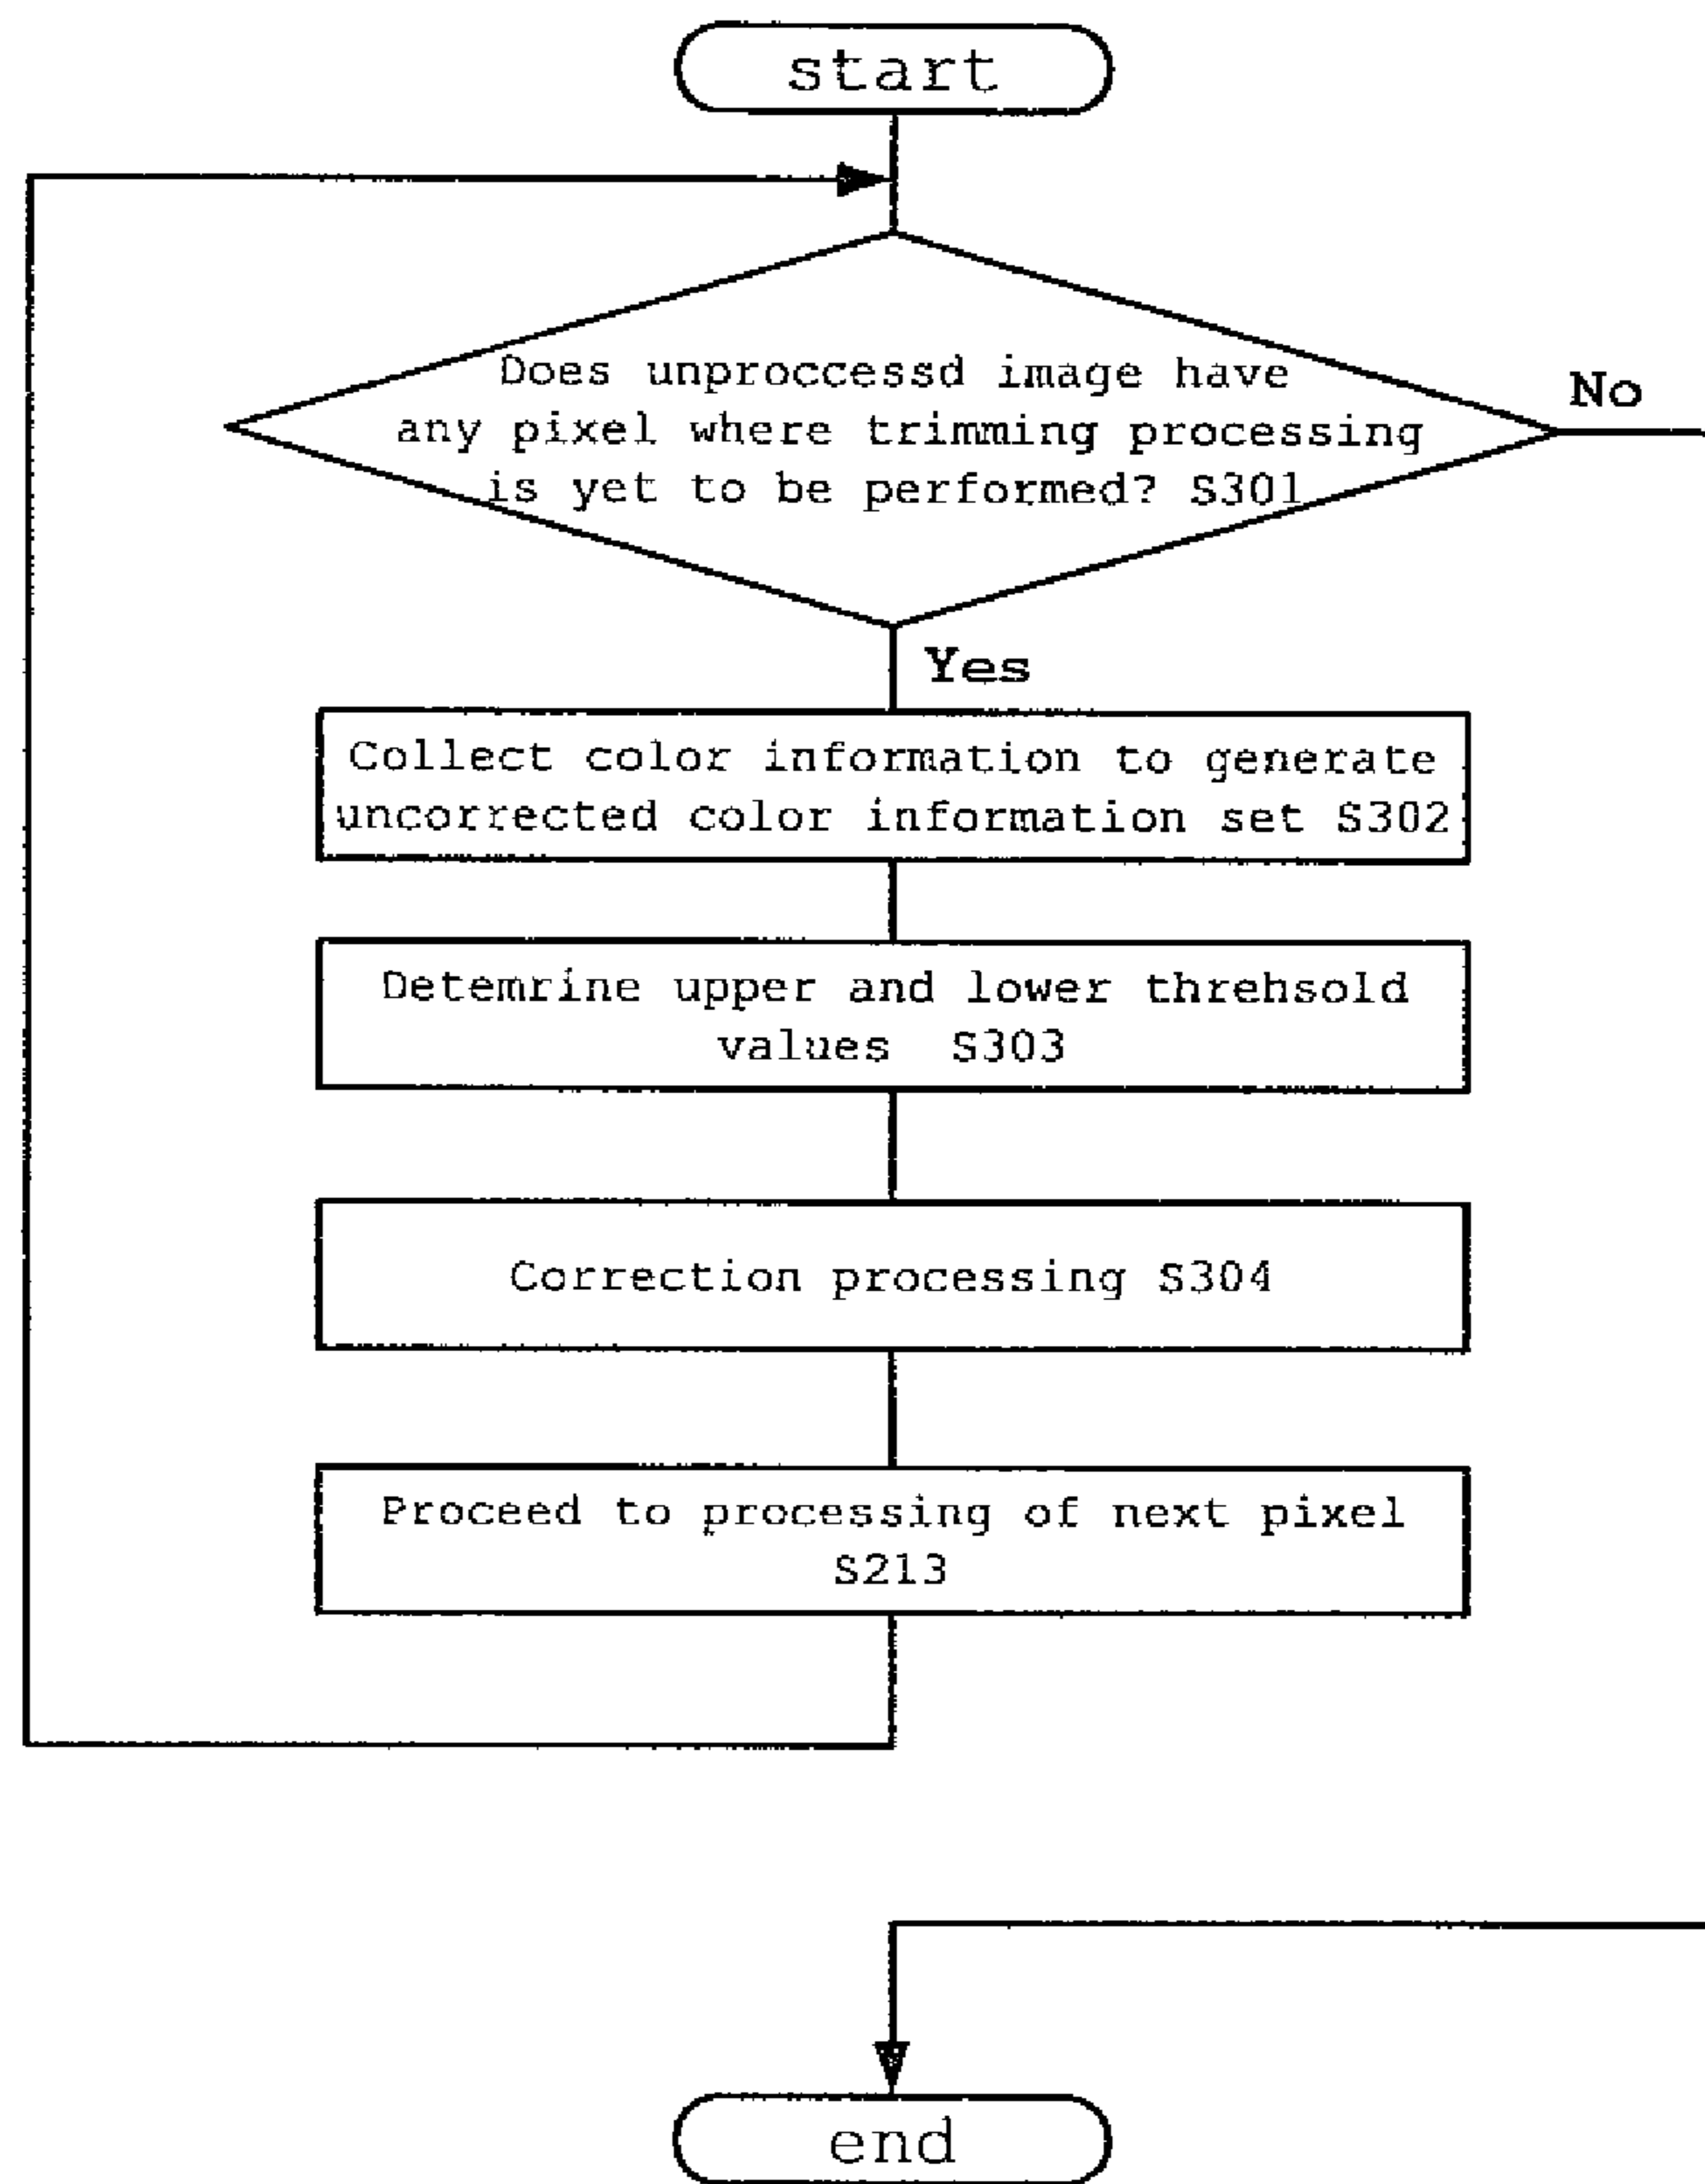 start
Does unproccessd image have
any pixel where trimming processing
is yet to be performed? S301
No
Yes
Collect color information to generate
uncorrected color information set S302
Detemrine upper and lower threhsold
values S303
Correction processing S304
Proceed to processing of next pixel
S213
end